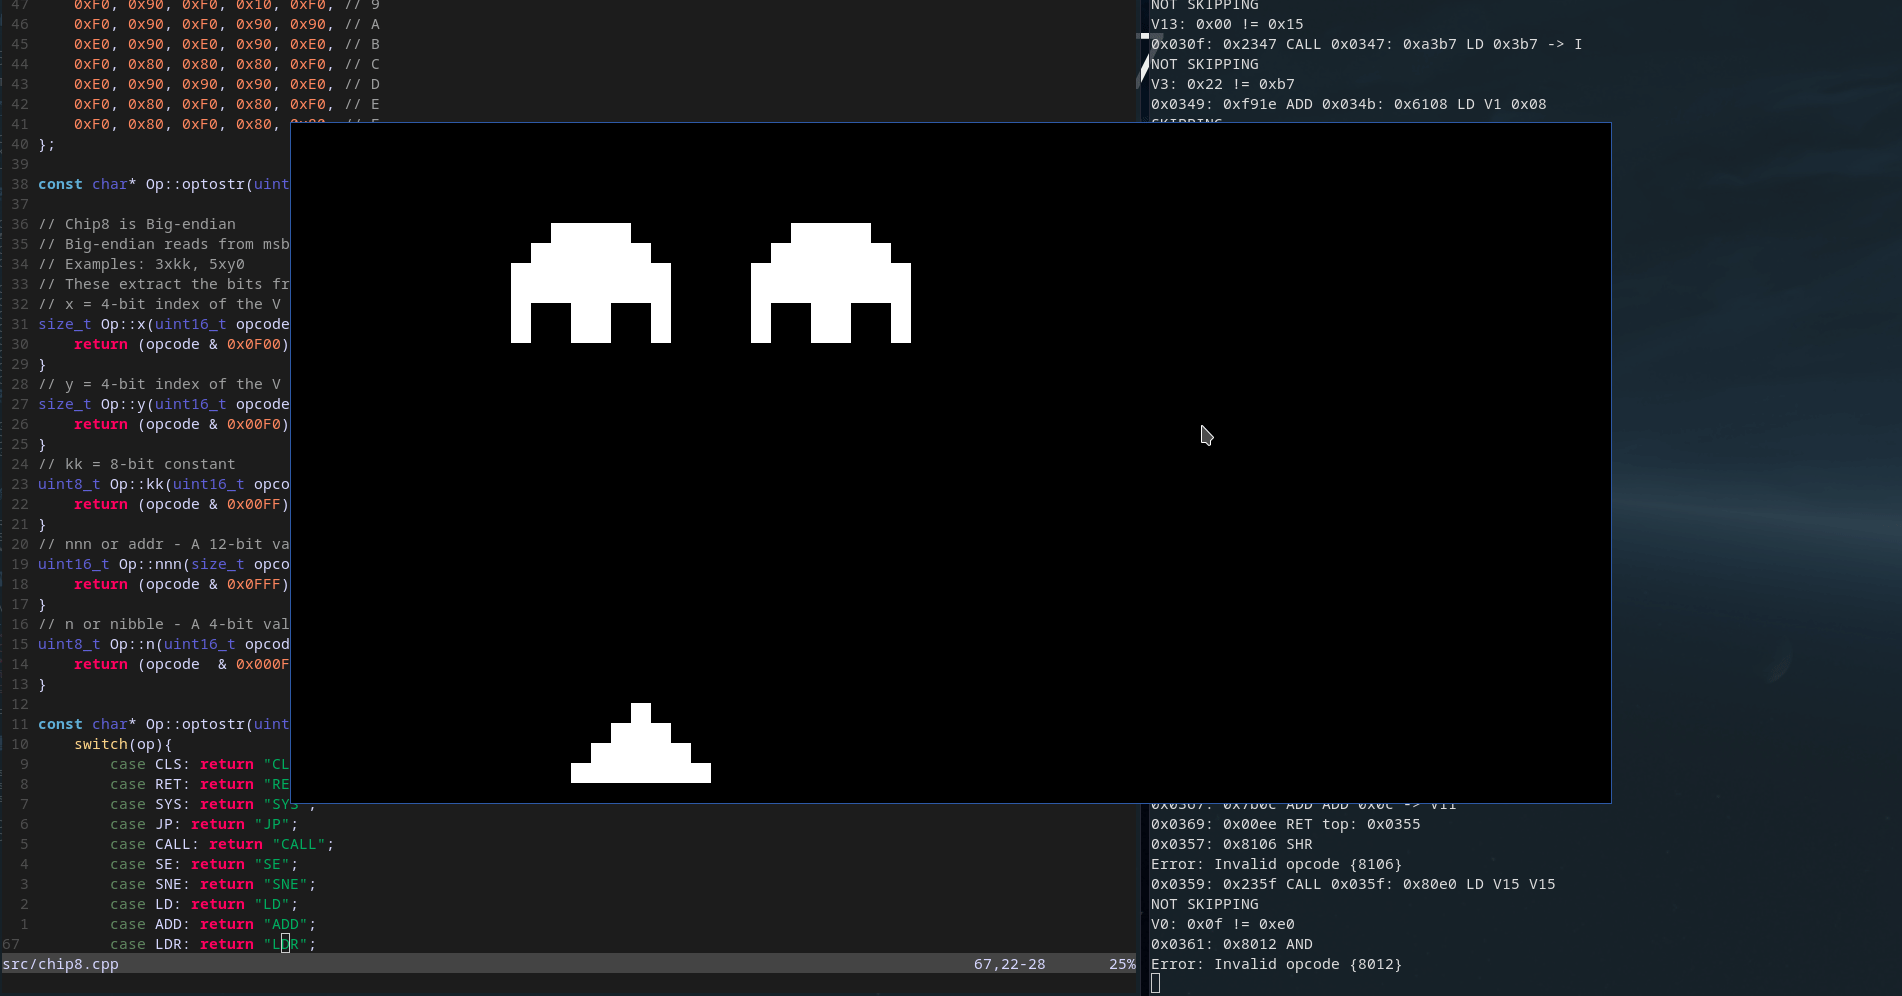 47     0xF0, 0x90, 0xF0, 0x10, 0xF0, // 9
46     0xF0, 0x90, 0xF0, 0x90, 0x90, // A
45     0xE0, 0x90, 0xE0, 0x90, 0xE0, // B
44     0xF0, 0x80, 0x80, 0x80, 0xF0, // C
43     0xE0, 0x90, 0x90, 0x90, 0xE0, // D
42     0xF0, 0x80, 0xF0, 0x80, 0xF0, // E
41     0xF0, 0x80, 0xF0, 0x80,
40 };
39
38 const char* Op::optostr(uint
37
36 // Chip8 is Big-endian
35 // Big-endian reads from msb
34 // Examples: 3xkk, 5xy0
33 // These extract the bits fr
32 // x = 4-bit index of the V
31 size_t Op::x(uint16_t opcode
30     return (opcode & 0x0F00)
29 }
28 // y = 4-bit index of the V
27 size_t Op::y(uint16_t opcode
26     return (opcode & 0x00F0)
25 }
24 // kk = 8-bit constant
23 uint8_t Op::kk(uint16_t opco
22     return (opcode & 0x00FF)
21 }
20 // nnn or addr - A 12-bit va
19 uint16_t Op::nnn(size_t opco
18     return (opcode & 0x0FFF)
17 }
16 // n or nibble - A 4-bit val
15 uint8_t Op::n(uint16_t opcod
14     return (opcode  & 0x000F
13 }
12
11 const char* Op::optostr(uint
10     switch(op){
9         case CLS: return "CL
8         case RET: return "RE
7         case SYS: return "SYS";
6         case JP: return "JP";
5         case CALL: return "CALL";
4         case SE: return "SE";
3         case SNE: return "SNE";
2         case LD: return "LD";
1         case ADD: return "ADD";
67         case LDR: return "LDR";
src/chip8.cpp 67,22-28 25%
NOT SKIPPING
V13: 0x00 != 0x15
0x030f: 0x2347 CALL 0x0347: 0xa3b7 LD 0x3b7 -> I
NOT SKIPPING
V3: 0x22 != 0xb7
0x0349: 0xf91e ADD 0x034b: 0x6108 LD V1 0x08
SKIPPING
0x0367: 0x7b0c ADD ADD 0x0C -> V11
0x0369: 0x00ee RET top: 0x0355
0x0357: 0x8106 SHR
Error: Invalid opcode {8106}
0x0359: 0x235f CALL 0x035f: 0x80e0 LD V15 V15
NOT SKIPPING
V0: 0x0f != 0xe0
0x0361: 0x8012 AND
Error: Invalid opcode {8012}